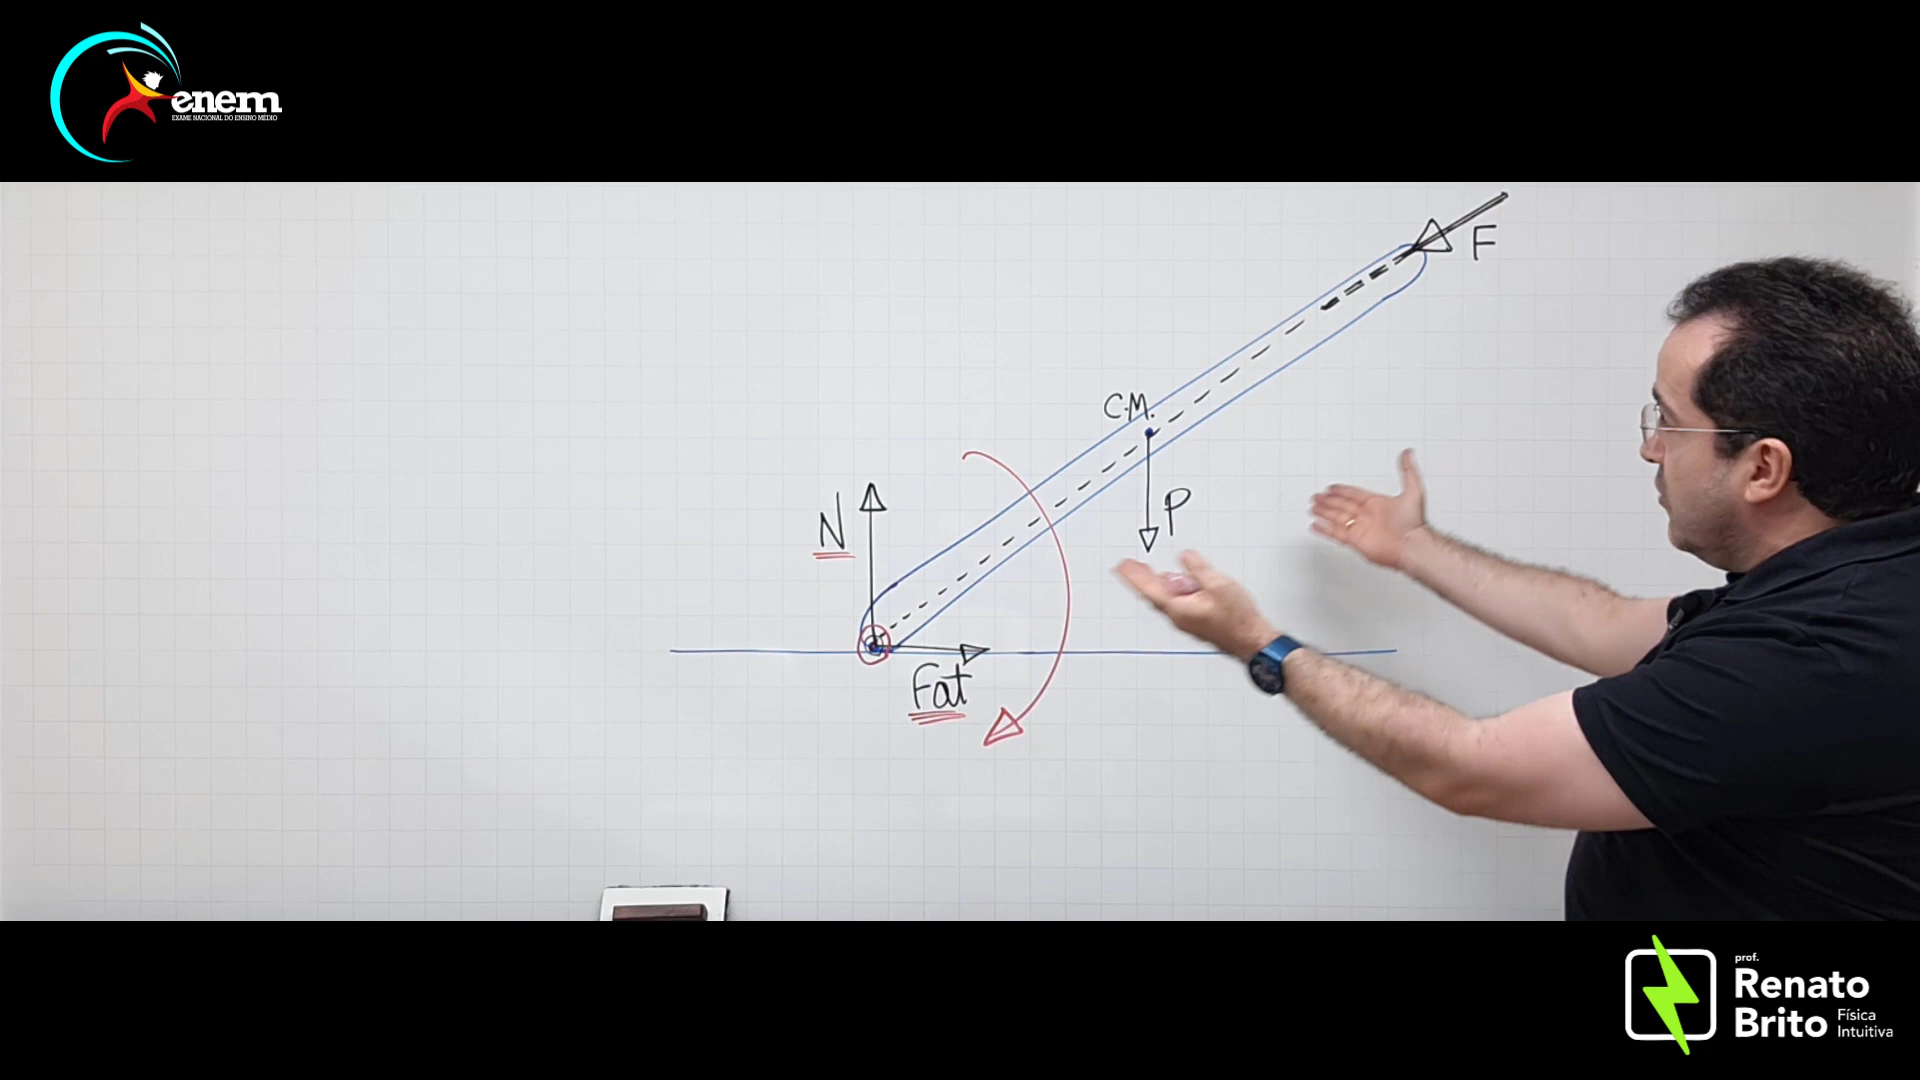 enem
EXAME NACIONAL DO ENSINO MÉDIO
F
C.M.
N
P
Fat
prof.
Renato
Brito
Física
Intuitiva